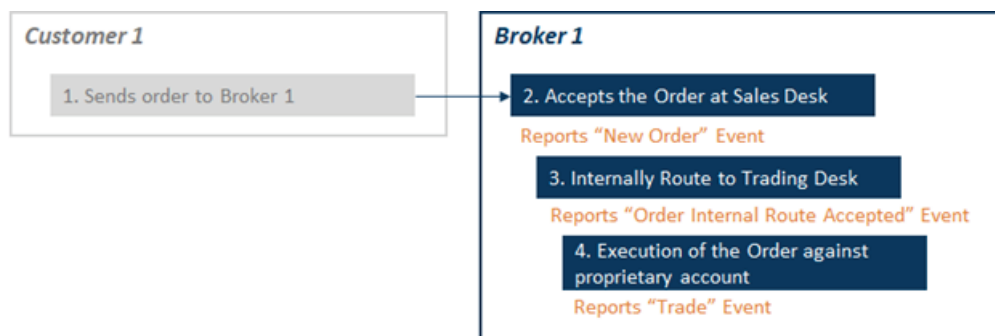 Customer 1
1. Sends order to Broker 1
Broker 1
2. Accepts the Order at Sales Desk
Reports “New Order” Event
3. Internally Route to Trading Desk
Reports “Order Internal Route Accepted” Event
4. Execution of the Order against
proprietary account
Reports “Trade” Event